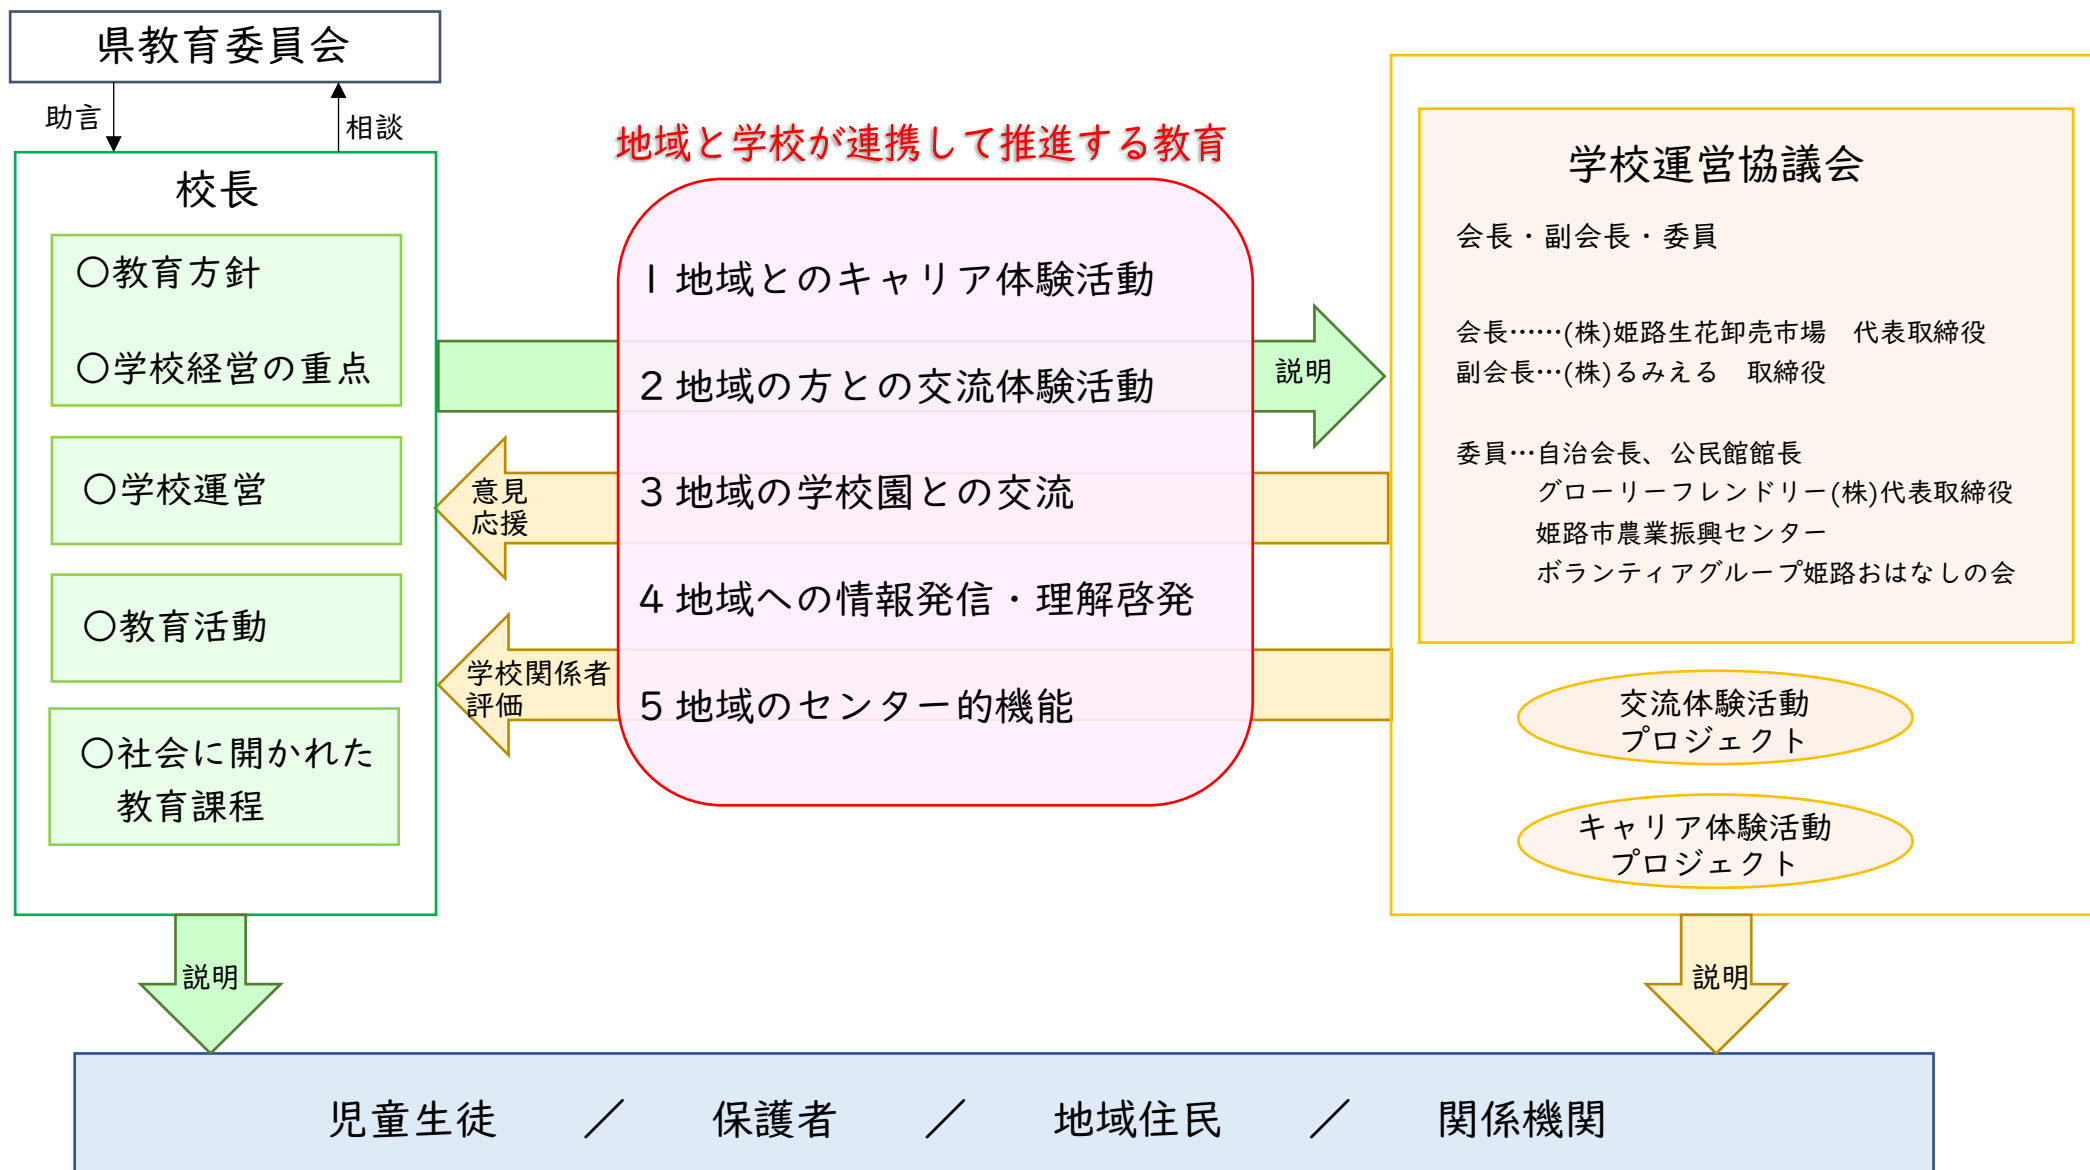 県教育委員会
助言
相談
校長
〇教育方針
〇学校経営の重点
〇学校運営
〇教育活動
〇社会に開かれた
教育課程
地域と学校が連携して推進する教育
1 地域とのキャリア体験活動
2 地域の方との交流体験活動
3 地域の学校園との交流
4 地域への情報発信・理解啓発
5 地域のセンター的機能
説明
意見
応援
学校関係者
評価
学校運営協議会
会長・副会長・委員
会長……(株)姫路生花卸売市場　代表取締役
副会長…(株)るみえる　取締役
委員…自治会長、公民館館長
グローリーフレンドリー(株)代表取締役
姫路市農業振興センター
ボランティアグループ姫路おはなしの会
交流体験活動
プロジェクト
キャリア体験活動
プロジェクト
説明
説明
児童生徒　／　保護者　／　地域住民　／　関係機関